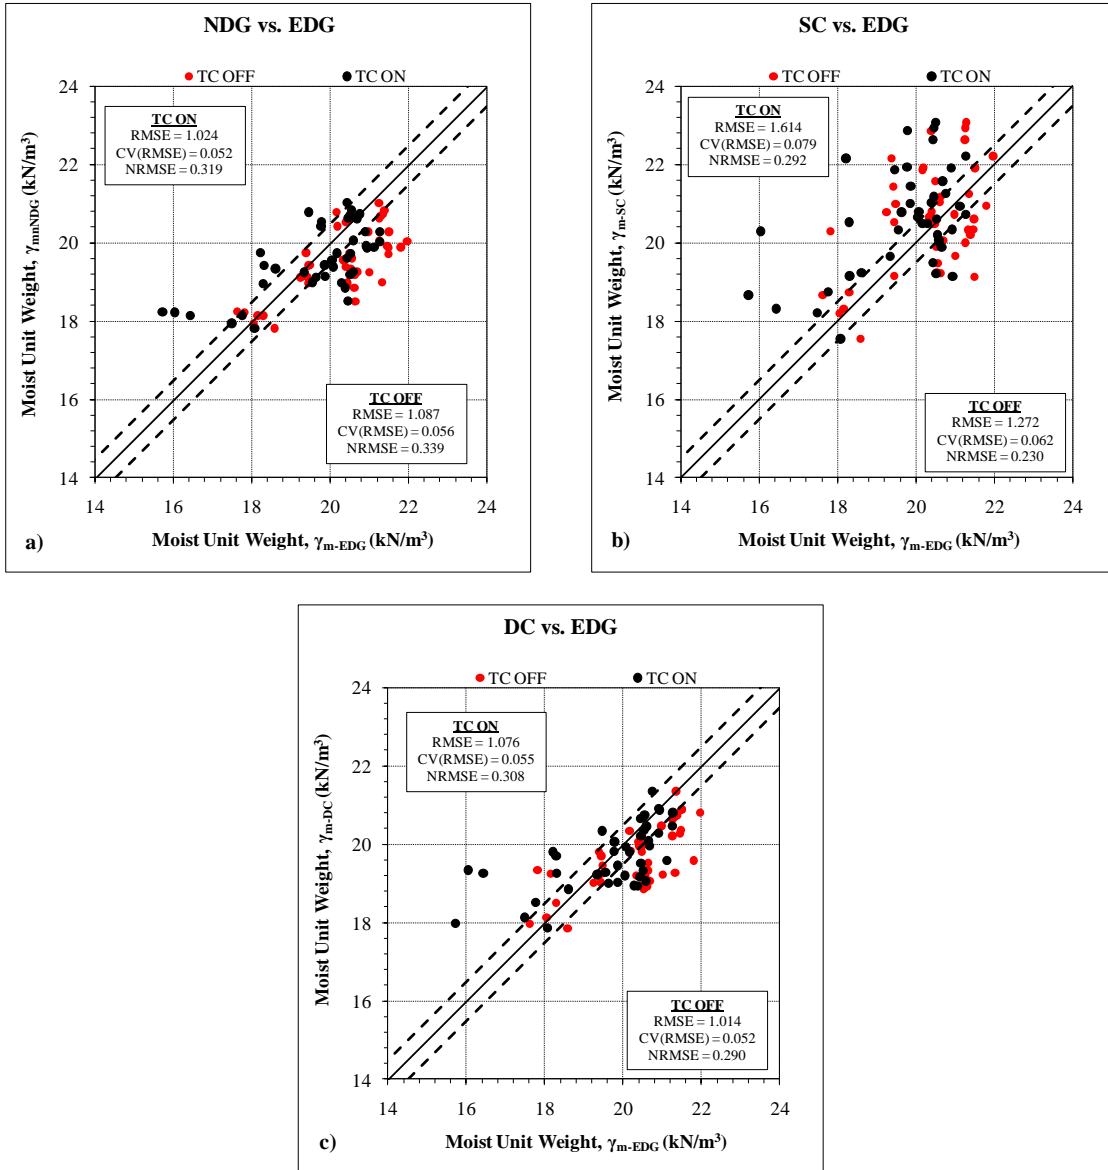 NDG vs. EDG
TC OFF TC ON
24
22
20
18
16
14
Moist Unit Weight, γmnNDG (kN/m³)
TC ON
RMSE = 1.024
CV(RMSE) = 0.052
NRMSE = 0.319
TC OFF
RMSE = 1.087
CV(RMSE) = 0.056
NRMSE = 0.339
14 16 18 20 22 24
a) Moist Unit Weight, γm-EDG (kN/m³)
SC vs. EDG
TC OFF TC ON
24
22
20
18
16
14
Moist Unit Weight, γm-SC (kN/m³)
TC ON
RMSE = 1.614
CV(RMSE) = 0.079
NRMSE = 0.292
TC OFF
RMSE = 1.272
CV(RMSE) = 0.062
NRMSE = 0.230
14 16 18 20 22 24
b) Moist Unit Weight, γm-EDG (kN/m³)
DC vs. EDG
TC OFF TC ON
24
22
20
18
16
14
Moist Unit Weight, γm-DC (kN/m³)
TC ON
RMSE = 1.076
CV(RMSE) = 0.055
NRMSE = 0.308
TC OFF
RMSE = 1.014
CV(RMSE) = 0.052
NRMSE = 0.290
14 16 18 20 22 24
c) Moist Unit Weight, γm-EDG (kN/m³)